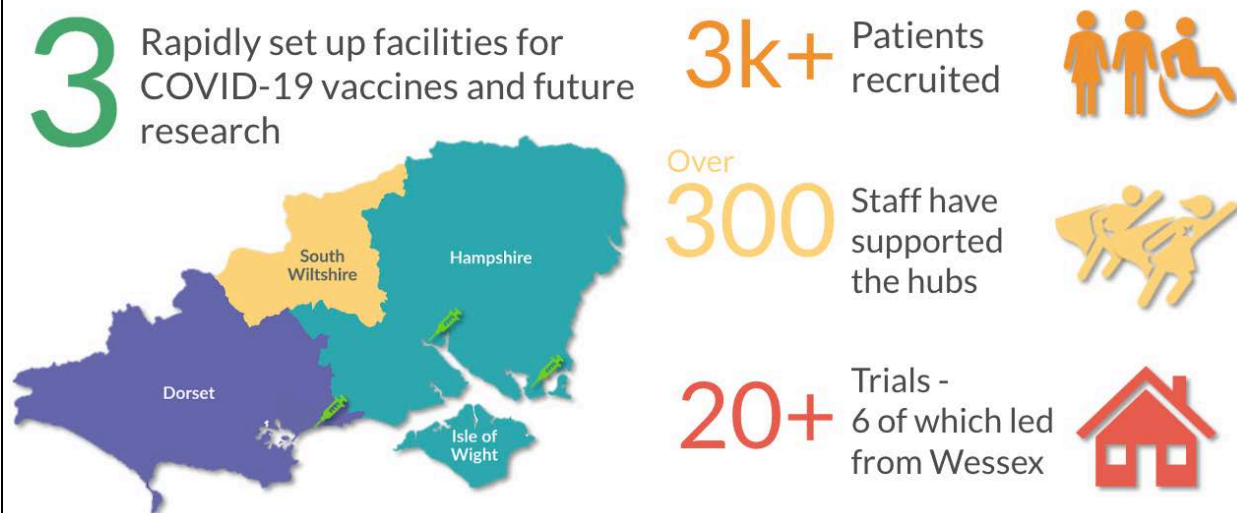 3
Rapidly set up facilities for
COVID-19 vaccines and future
research
South
Wiltshire
Hampshire
Dorset
Isle of
Wight
3k+
Patients
recruited
Over
300
Staff have
supported
the hubs
20+
Trials -
6 of which led
from Wessex